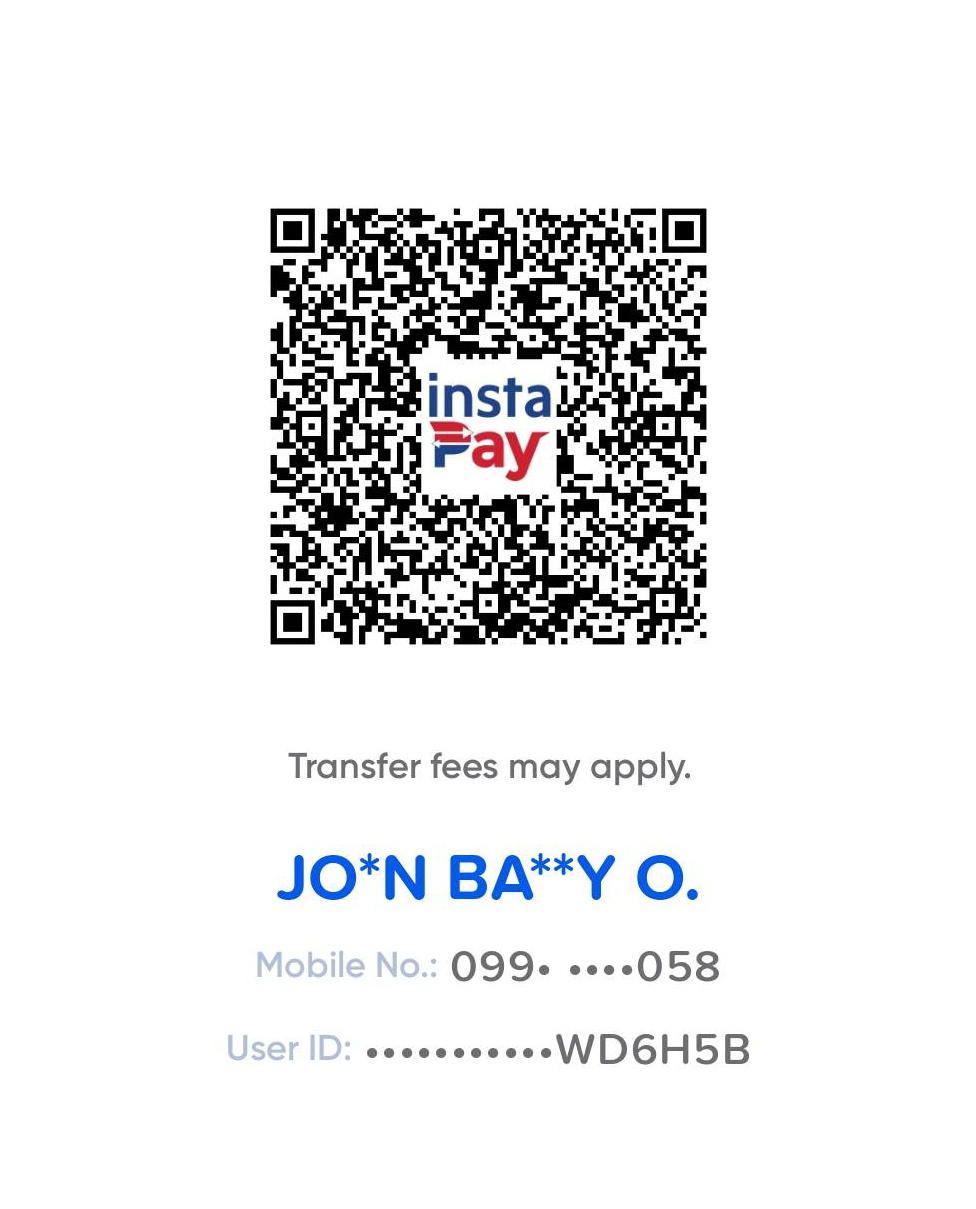 insta
Pay
Transfer fees may apply.
JO*N BA**Y O.
Mobile No.: 099• ••••058
User ID: •••••••••••WD6H5B